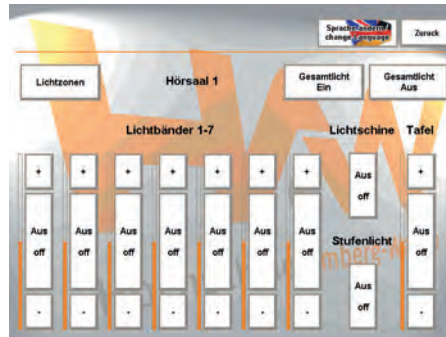 Sprache ändern /
change Language
Zurück
Lichtzonen
Hörsaal 1
Gesamtlicht
Ein
Gesamtlicht
Aus
Lichtbänder 1-7
Lichtschine
Tafel
+
+
+
+
+
+
+
+
Aus
off
Aus
off
Aus
off
Aus
off
Aus
off
Aus
off
Aus
off
Aus
off
Aus
off
Stufenlicht
Aus
off
-
-
-
-
-
-
-
-